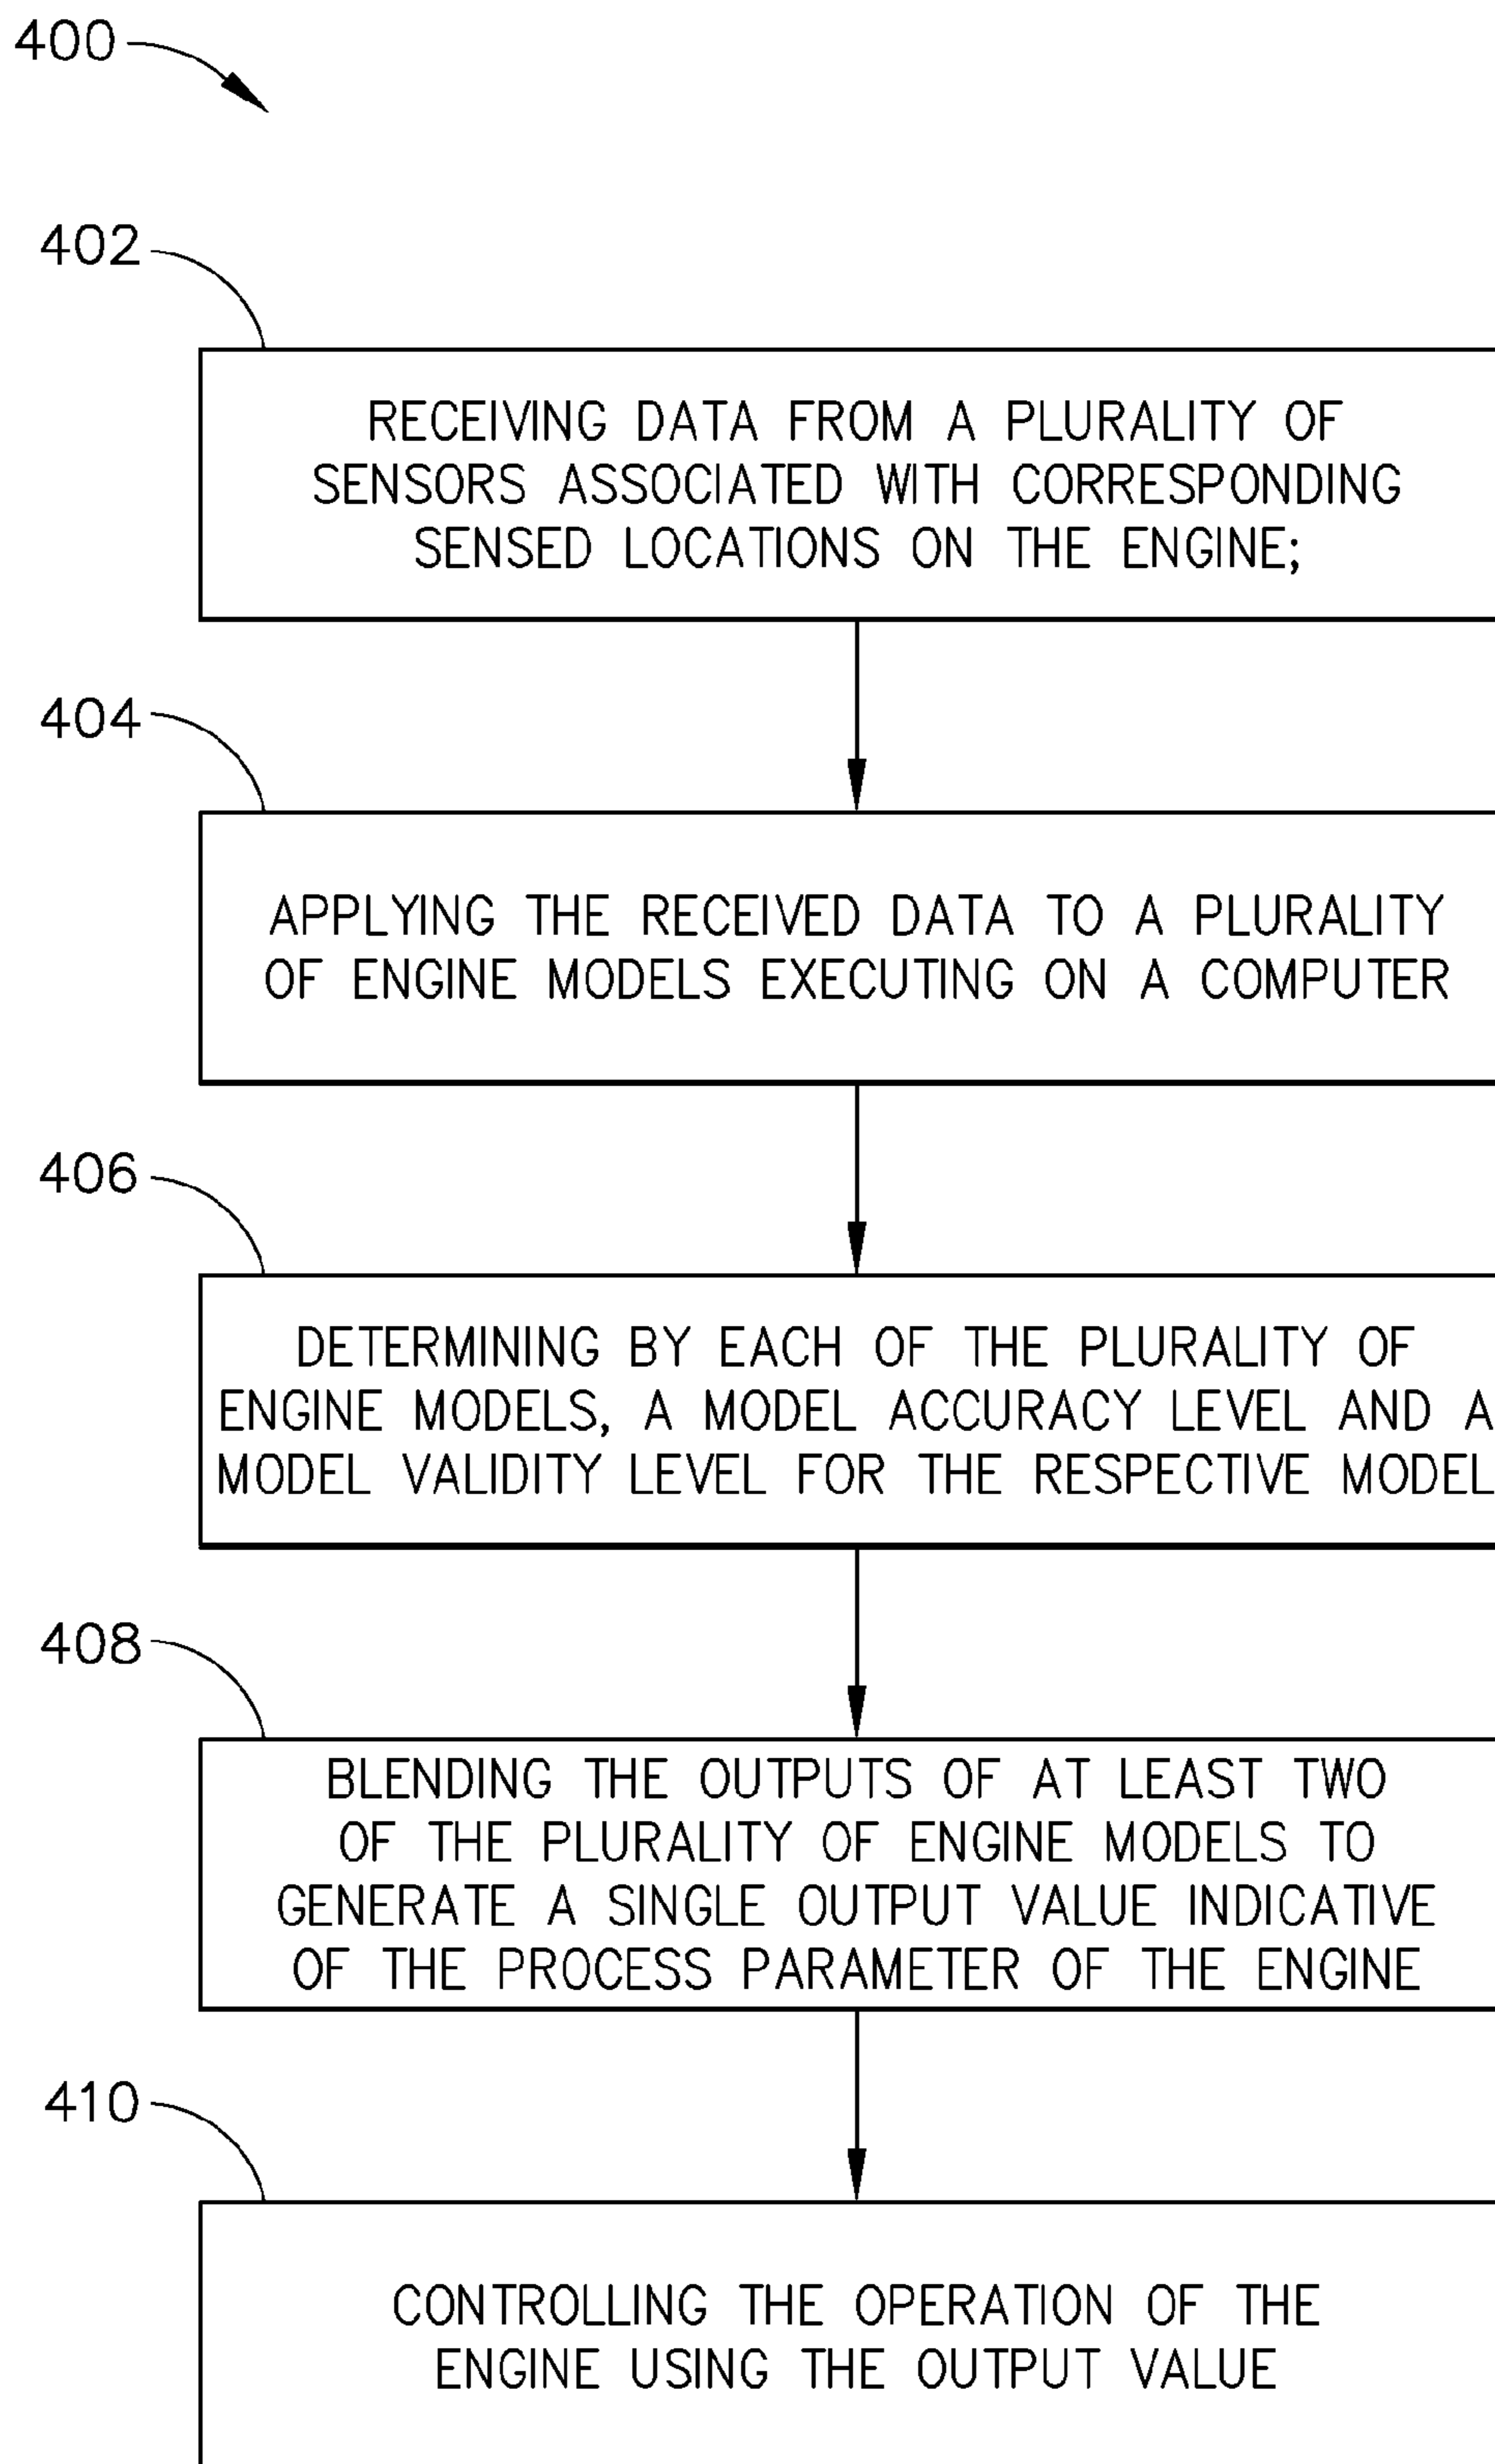 400
402
RECEIVING DATA FROM A PLURALITY OF
SENSORS ASSOCIATED WITH CORRESPONDING
SENSED LOCATIONS ON THE ENGINE;
404
APPLYING THE RECEIVED DATA TO A PLURALITY
OF ENGINE MODELS EXECUTING ON A COMPUTER
406
DETERMINING BY EACH OF THE PLURALITY OF
ENGINE MODELS, A MODEL ACCURACY LEVEL AND A
MODEL VALIDITY LEVEL FOR THE RESPECTIVE MODEL
408
BLENDING THE OUTPUTS OF AT LEAST TWO
OF THE PLURALITY OF ENGINE MODELS TO
GENERATE A SINGLE OUTPUT VALUE INDICATIVE
OF THE PROCESS PARAMETER OF THE ENGINE
410
CONTROLLING THE OPERATION OF THE
ENGINE USING THE OUTPUT VALUE